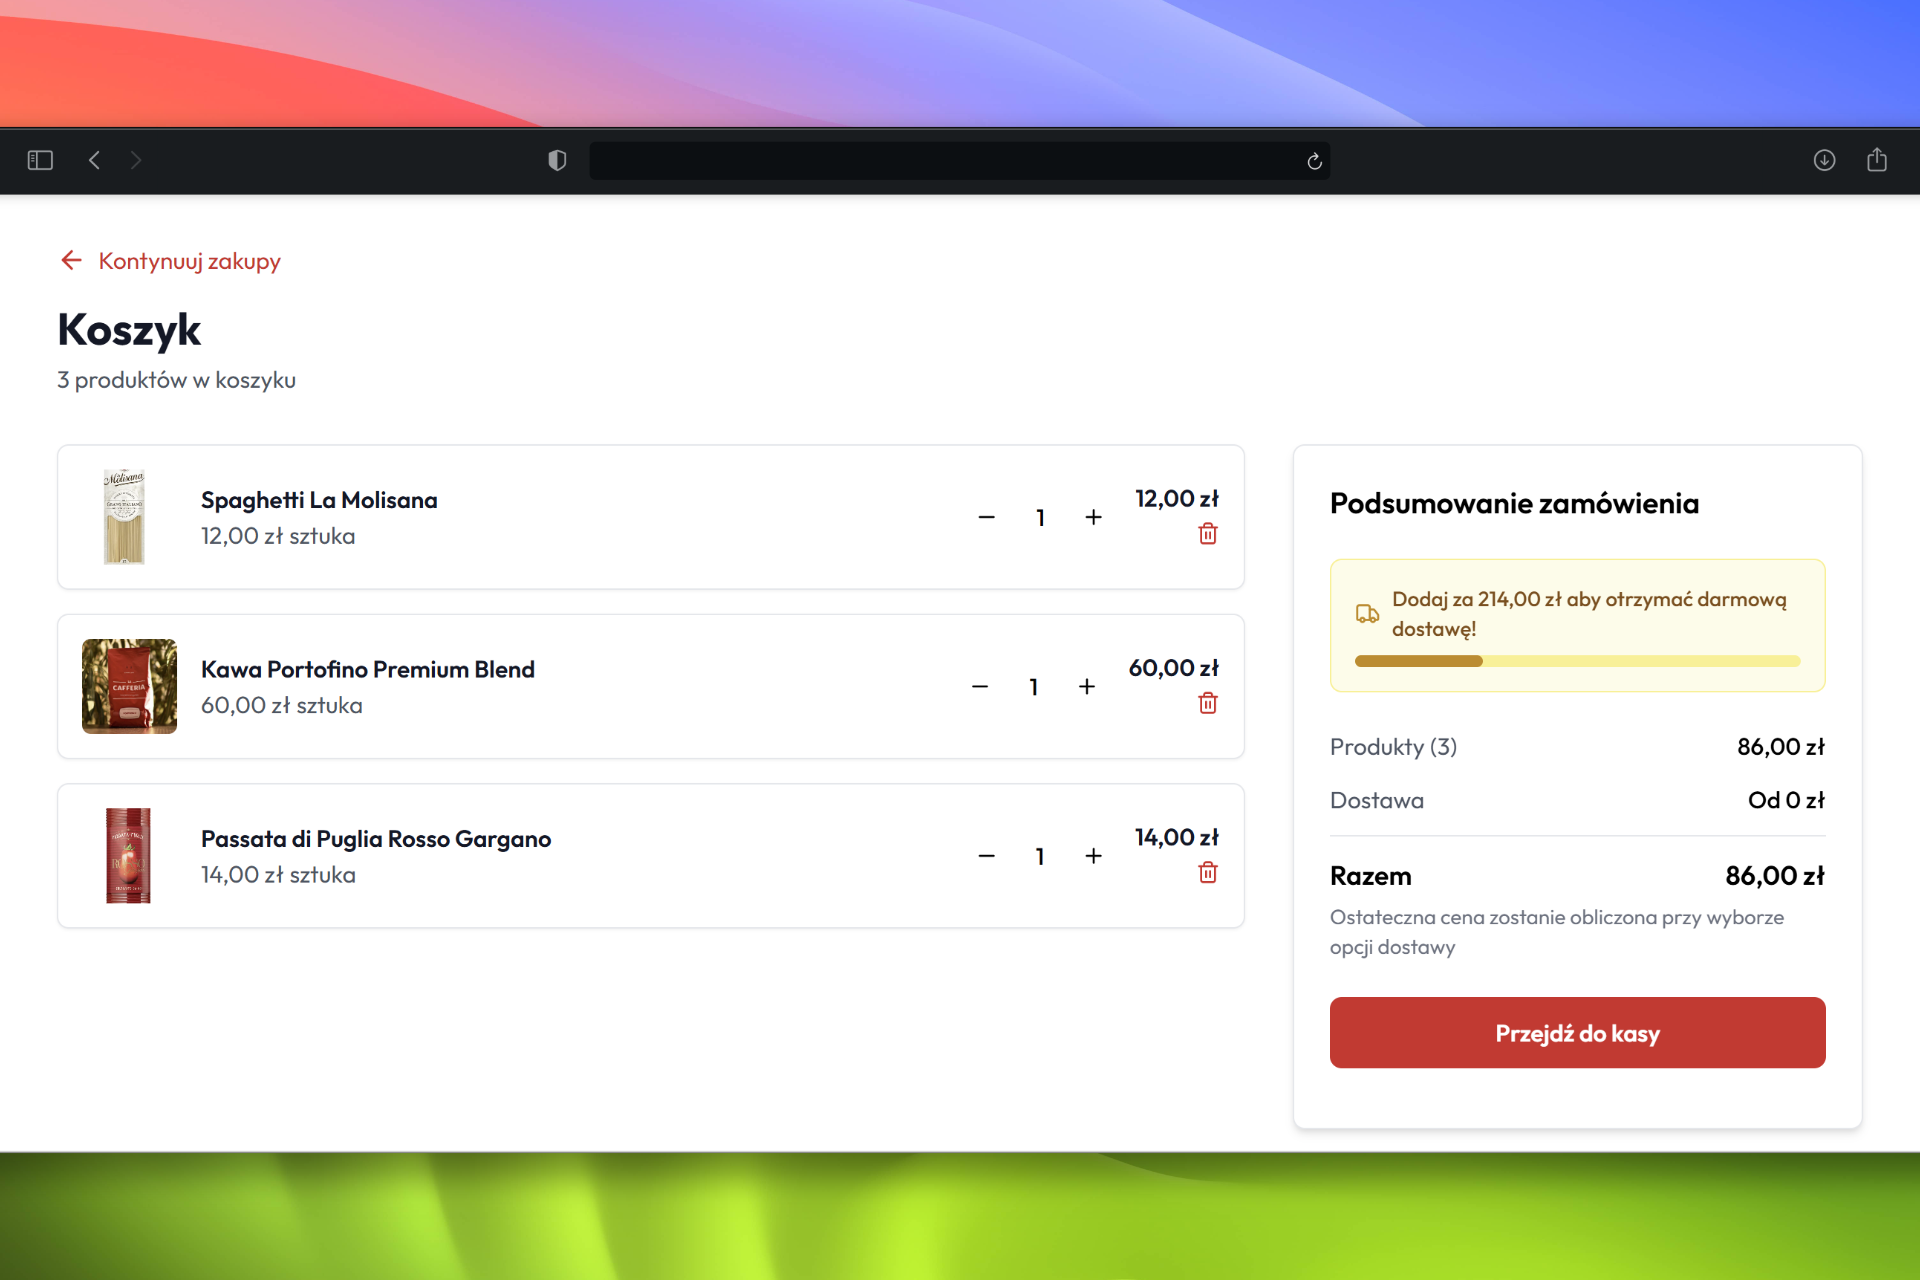 Kontynuuj zakupy
Koszyk
3 produktów w koszyku
Molisana
Spaghetti La Molisana
12,00 zł sztuka
1
12,00 zł
CAFFERIA
Kawa Portofino Premium Blend
60,00 zł sztuka
1
60,00 zł
Passata di Puglia Rosso Gargano
14,00 zł sztuka
1
14,00 zł
Podsumowanie zamówienia
Dodaj za 214,00 zł aby otrzymać darmową
dostawę!
Produkty (3)
86,00 zł
Dostawa
Od 0 zł
Razem
86,00 zł
Ostateczna cena zostanie obliczona przy wyborze
opcji dostawy
Przejdź do kasy